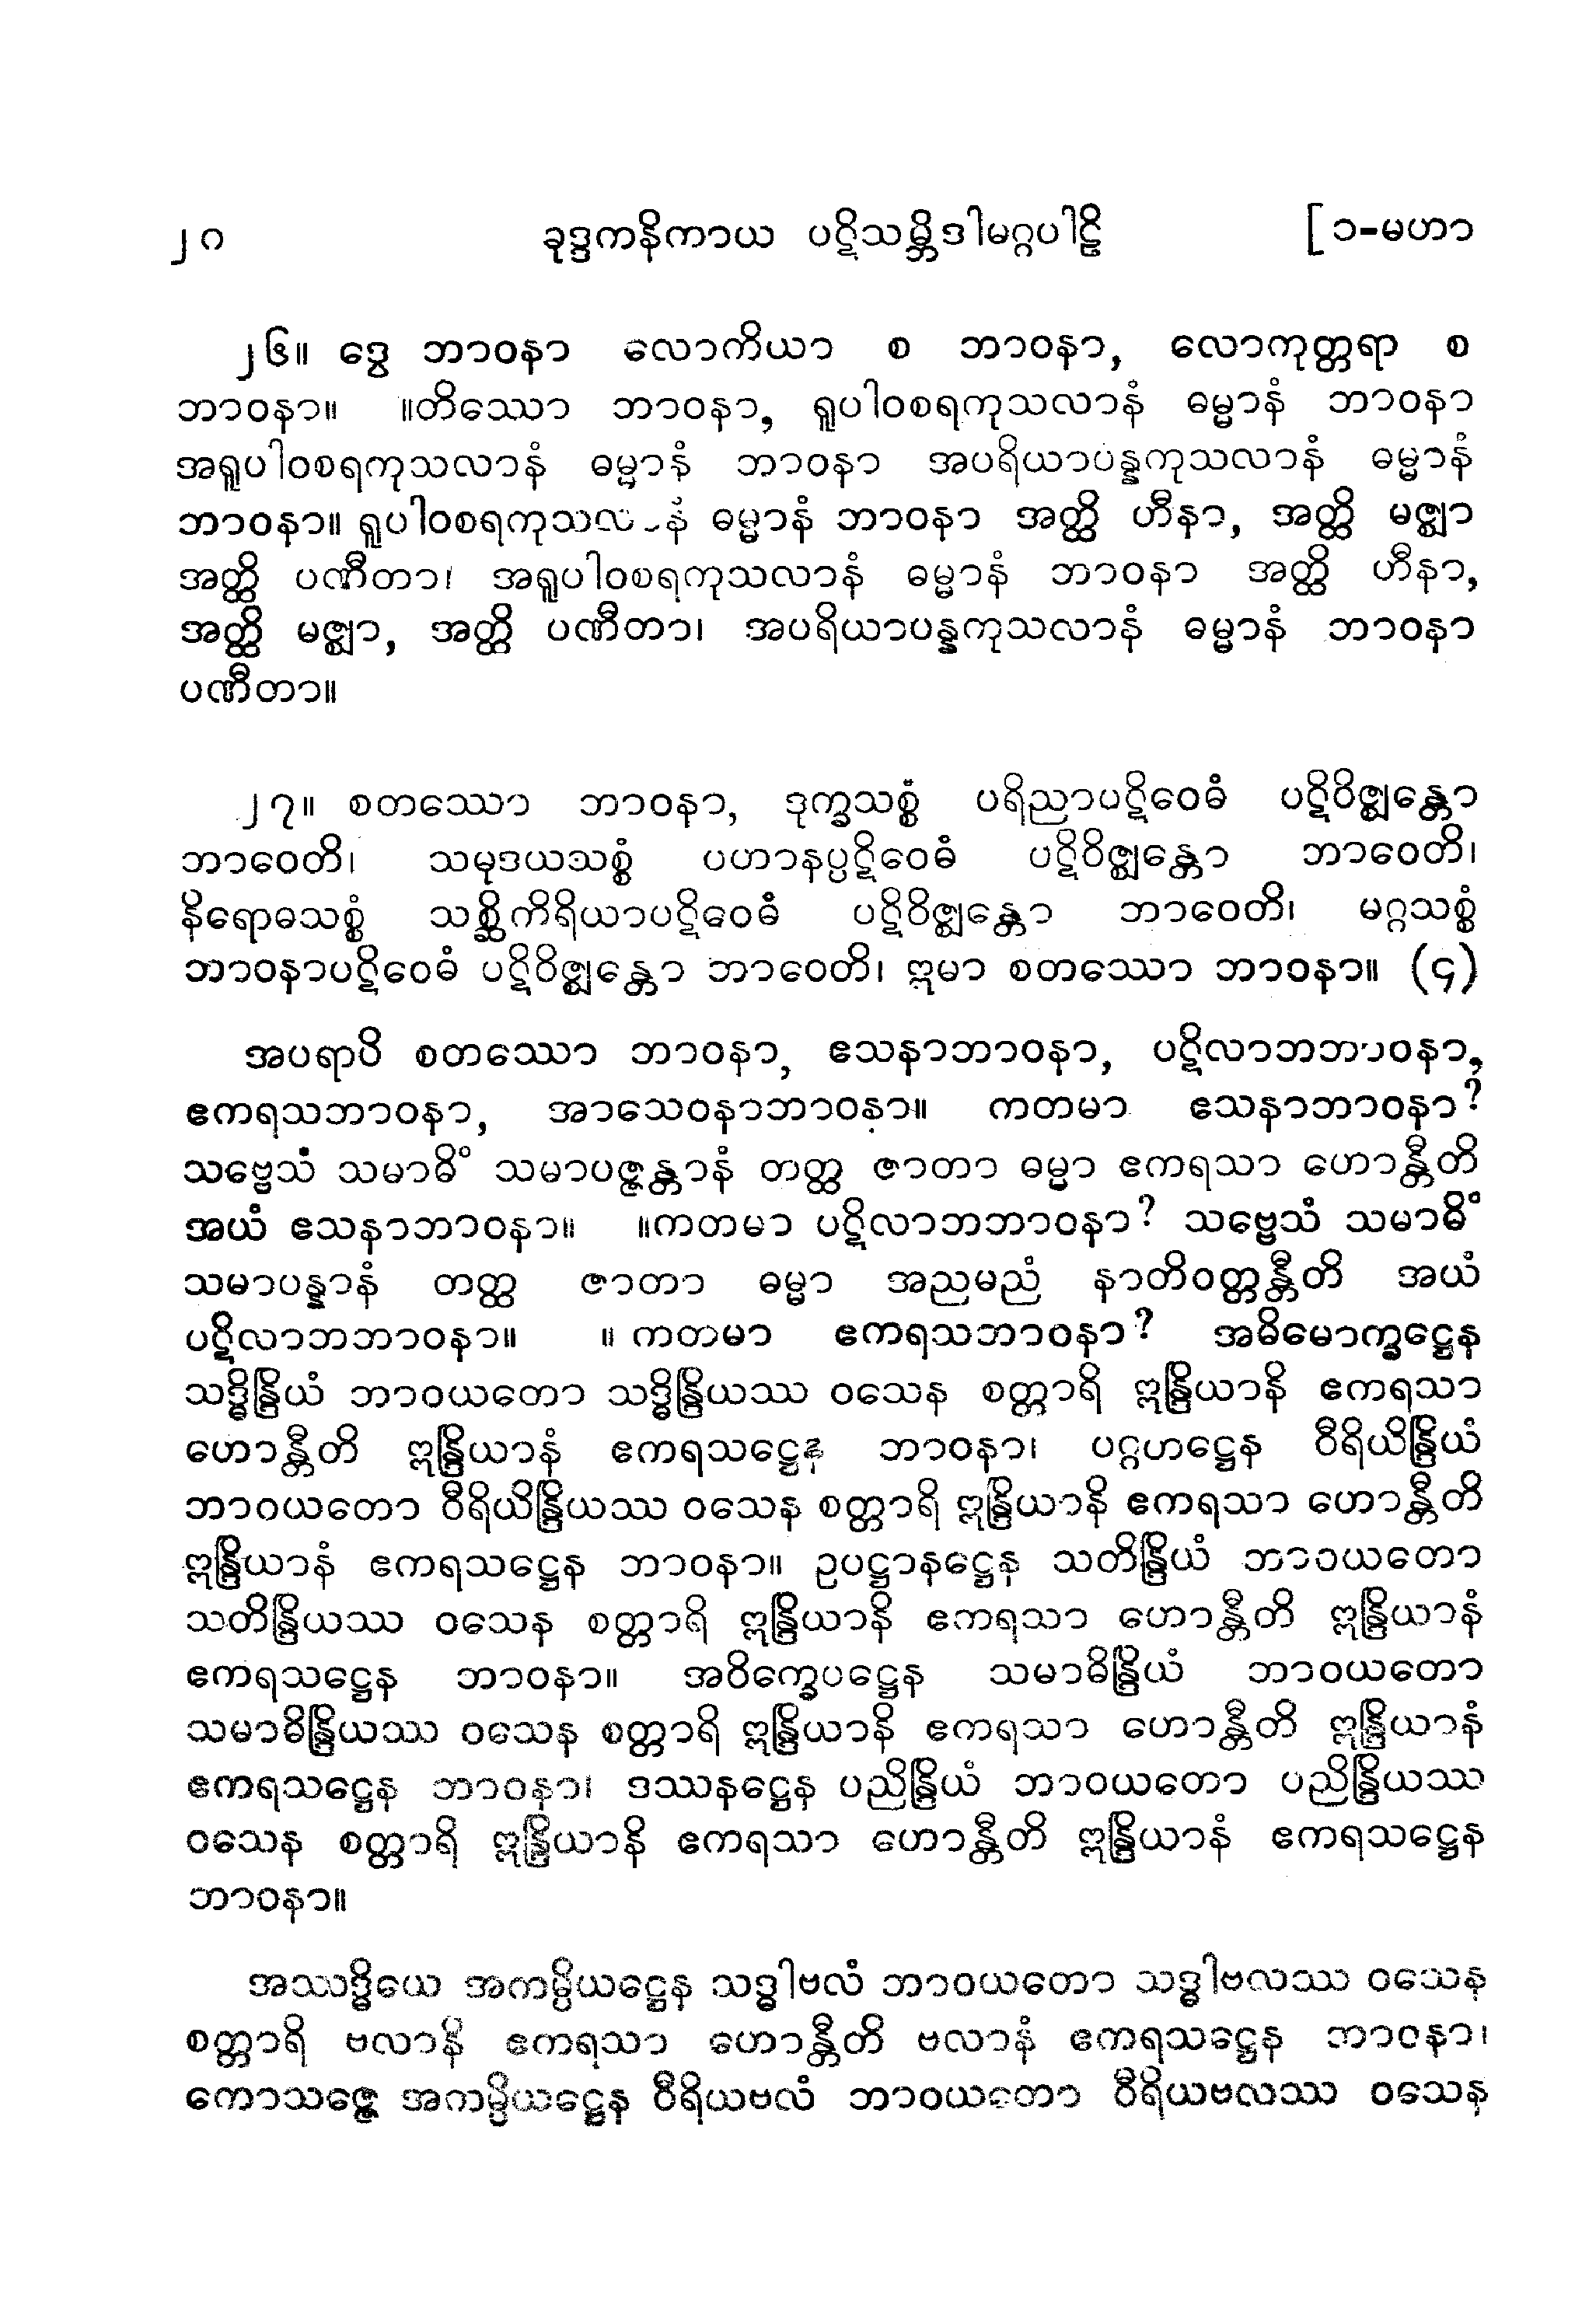 ၂၈ ခုဒ္ဒကနိကာယ ပဋိသမ္ဘိဒါမဂ္ဂပါဠိ [ ၁-မဟာ
၂၆။ ဒွေ ဘာဝနာ လောကိယာ စ ဘာဝနာ, လောကုတ္တရာ စ
ဘာဝနာ။ ။တိဿော ဘာဝနာ, ရူပါဝစရကုသလာနံ ဓမ္မာနံ ဘာဝနာ
အရူပါဝစရကုသလာနံ ဓမ္မာနံ ဘာဝနာ အပရိယာပန္နကုသလာနံ ဓမ္မာနံ
ဘာဝနာ။ ရူပါဝစရကုသလာနံ ဓမ္မာနံ ဘာဝနာ အတ္ထိ ဟီနာ, အတ္ထိ မဇ္ဈာ
အတ္ထိ ပဏီတာ၊ အရူပါဝစရကုသလာနံ ဓမ္မာနံ ဘာဝနာ အတ္ထိ ဟီနာ,
အတ္ထိ မဇ္ဈာ, အတ္ထိ ပဏီတာ၊ အပရိယာပန္နကုသလာနံ ဓမ္မာနံ ဘာဝနာ
ပဏီတာ။
၂၇။ စတဿော ဘာဝနာ, ဒုက္ခသစ္စံ ပရိညာပဋိဝေဓံ ပဋိဝိဇ္ဈန္တော
ဘာဝေတိ၊ သမုဒယသစ္စံ ပဟာနပ္ပဋိဝေဓံ ပဋိဝိဇ္ဈန္တော ဘာဝေတိ၊
နိရောဓသစ္စံ သစ္ဆိကိရိယာပဋိဝေဓံ ပဋိဝိဇ္ဈန္တော ဘာဝေတိ၊ မဂ္ဂသစ္စံ
ဘာဝနာပဋိဝေဓံ ပဋိဝိဇ္ဈန္တော ဘာဝေတိ၊ ဣမာ စတဿော ဘာဝနာ။ (၄)
အပရာပိ စတဿော ဘာဝနာ, ဧသနာဘာဝနာ, ပဋိလာဘဘာဝနာ,
ဧကရသဘာဝနာ, အာသေဝနာဘာဝနာ။ ကတမာ ဧသနာဘာဝနာ?
သဗ္ဗေသံ သမာဓိံ သမာပဇ္ဇန္တာနံ တတ္ထ ဇာတာ ဓမ္မာ ဧကရသာ ဟောန္တီတိ
အယံ ဧသနာဘာဝနာ။ ။ကတမာ ပဋိလာဘဘာဝနာ? သဗ္ဗေသံ သမာဓိံ
သမာပန္နာနံ တတ္ထ ဇာတာ ဓမ္မာ အညမညံ နာတိဝတ္တန္တီတိ အယံ
ပဋိလာဘဘာဝနာ။ ။ ကတမာ ဧကရသဘာဝနာ? အဓိမောက္ခဋ္ဌေန
သဒ္ဓိန္ဒြိယံ ဘာဝယတော သဒ္ဓိန္ဒြိယဿ ဝသေန စတ္တာရိ ဣန္ဒြိယာနိ ဧကရသာ
ဟောန္တီတိ ဣန္ဒြိယာနံ ဧကရသဋ္ဌေန ဘာဝနာ၊ ပဂ္ဂဟဋ္ဌေန ဝီရိယိန္ဒြိယံ
ဘာဝယတော ဝီရိယိန္ဒြိယဿ ဝသေန စတ္တာရိ ဣန္ဒြိယာနိ ဧကရသာ ဟောန္တီတိ
ဣန္ဒြိယာနံ ဧကရသဋ္ဌေန ဘာဝနာ။ ဥပဋ္ဌာနဋ္ဌေန သတိန္ဒြိယံ ဘာဝယတော
သတိန္ဒြိယဿ ဝသေန စတ္တာရိ ဣန္ဒြိယာနိ ဧကရသာ ဟောန္တီတိ ဣန္ဒြိယာနံ
ဧကရသဋ္ဌေန ဘာဝနာ။ အဝိက္ခေပဋ္ဌေန သမာဓိန္ဒြိယံ ဘာဝယတော
သမာဓိန္ဒြိယဿ ဝသေန စတ္တာရိ ဣန္ဒြိယာနိ ဧကရသာ ဟောန္တီတိ ဣန္ဒြိယာနံ
ဧကရသဋ္ဌေန ဘာဝနာ၊ ဒဿနဋ္ဌေန ပညိန္ဒြိယံ ဘာဝယတော ပညိန္ဒြိယဿ
ဝသေန စတ္တာရိ ဣန္ဒြိယာနိ ဧကရသာ ဟောန္တီတိ ဣန္ဒြိယာနံ ဧကရသဋ္ဌေန
ဘာဝနာ။
အဿဒ္ဓိယေ အကမ္ပိယဋ္ဌေန သဒ္ဓါဗလံ ဘာဝယတော သဒ္ဓါဗလဿ ဝသေန
စတ္တာရိ ဗလာနိ ဧကရသာ ဟောန္တီတိ ဗလာနံ ဧကရသဋ္ဌေန ဘာဝနာ၊
ကောသဇ္ဇေ အကမ္ပိယဋ္ဌေန ဝီရိယဗလံ ဘာဝယတော ဝီရိယဗလဿ ဝသေန